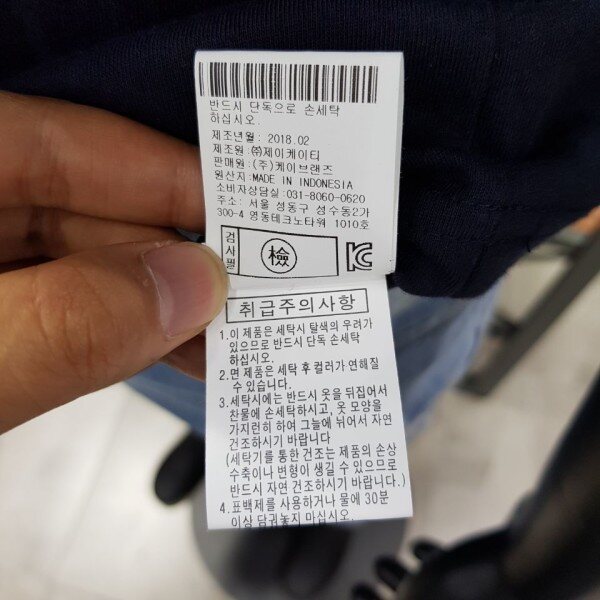 반드시 단독으로 손세탁
하십시오.
제조년월 : 2018.02
제조원 : ㈜제이케이티
판매원 : (주)케이브랜즈
원산지: MADE IN INDONESIA
소비자상담실:031-8060-0620
주소: 서울 성동구 성수동2가
300-4 영동테크노타워 1010호
검사필
檢
취급주의사항
1.이 제품은 세탁시 탈색의 우려가
있으므로 반드시 단독 손세탁
하십시오.
2.면 제품은 세탁 후 컬러가 연해질
수 있습니다.
3.세탁시에는 반드시 옷을 뒤집어서
찬물에 손세탁하시고, 옷 모양을
가지런히 하여 그늘에 뉘어서 자연
건조하시기 바랍니다
(세탁기를 통한 건조는 제품의 손상
수축이나 변형이 생길 수 있으므로
반드시 자연 건조하시기 바랍니다.)
4.표백제를 사용하거나 물에 30분
이상 담궈놓지 마십시오.